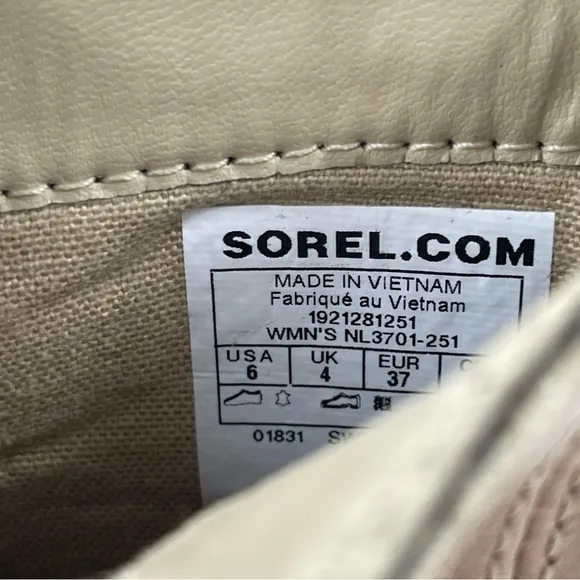 SOREL.COM
MADE IN VIETNAM
Fabriqué au Vietnam
1921281251
WMN'S NL3701-251
USA UK EUR
6 4 37
01831